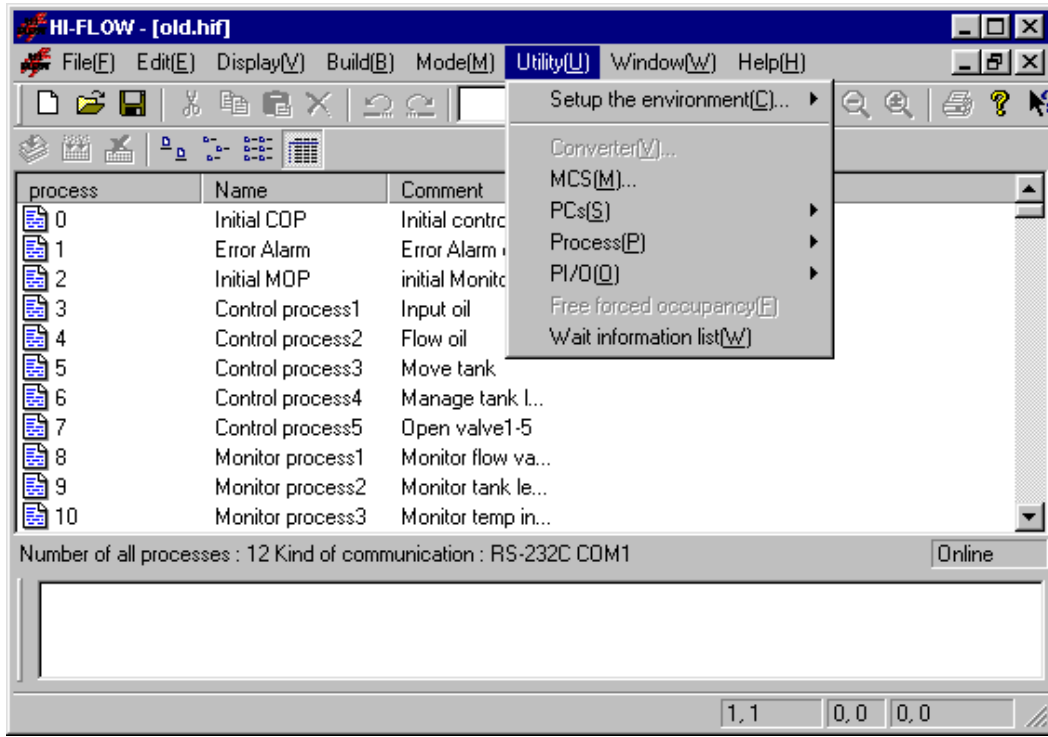 HI-FLOW - [old.hif]
File(F) Edit(E) Display(V) Build(B) Mode(M) Utility(U) Window(W) Help(H)
Setup the environment(C)...
Converter(V)...
MCS(M)...
PCs(S)
Process(P)
PI/O(O)
Free forced occupancy(F)
Wait information list(W)
process Name Comment
0 Initial COP Initial contro
1 Error Alarm Error Alarm
2 Initial MOP initial Monito
3 Control process1 Input oil
4 Control process2 Flow oil
5 Control process3 Move tank
6 Control process4 Manage tank l...
7 Control process5 Open valve1-5
8 Monitor process1 Monitor flow va...
9 Monitor process2 Monitor tank le...
10 Monitor process3 Monitor temp in...
Number of all processes : 12 Kind of communication : RS-232C COM1 Online
1, 1 0, 0 0, 0